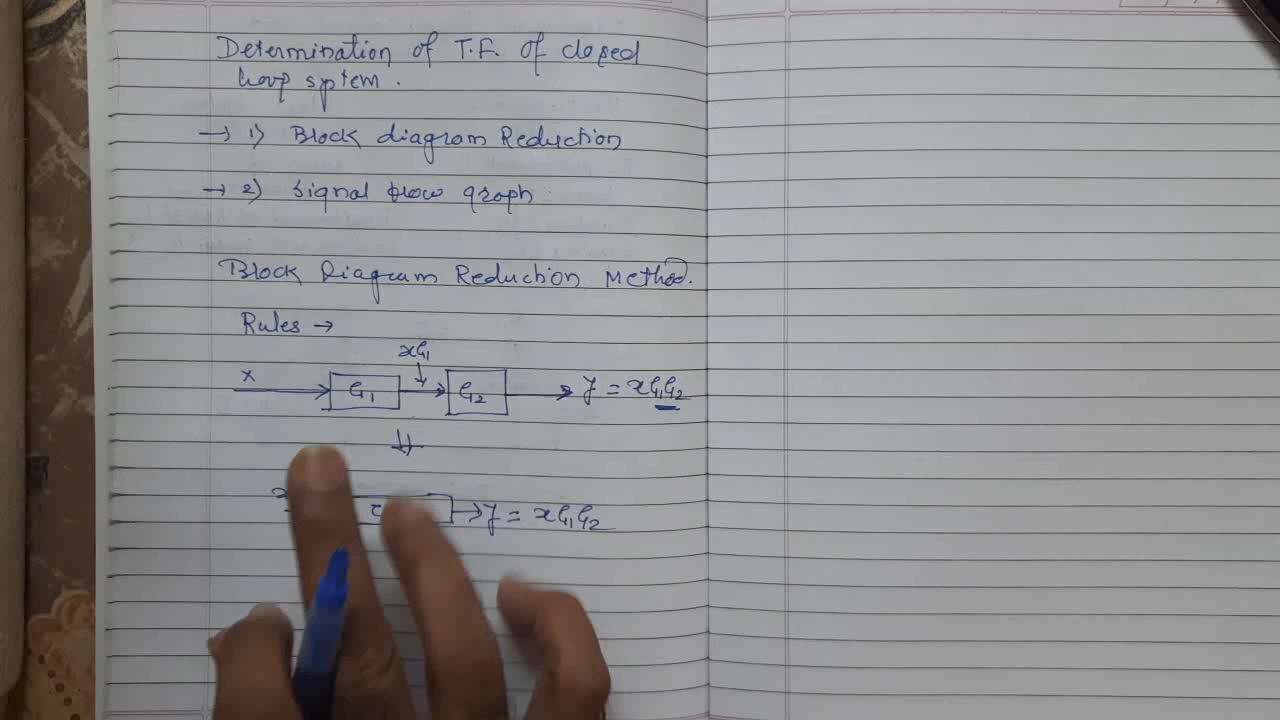 Determination of T.F. of closed
loop system.
→ 1) Block diagram Reduction
→ 2) Signal flow graph
Block Diagram Reduction Method.
Rules →
xG₁
x G₁ G₂ y = xG₁G₂
y = xG₁G₂